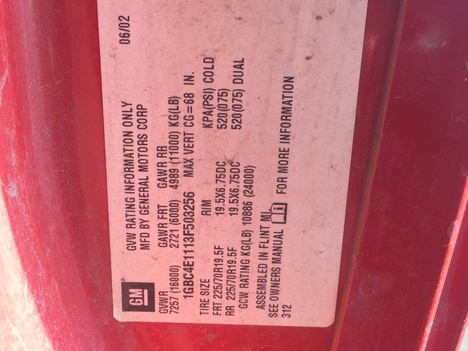 06/02
GVW RATING INFORMATION ONLY
MFD BY GENERAL MOTORS CORP
GM
GVWR GAWR FRT GAWR RR
7257 (16000) 2721 (6000) 4989 (11000) KG(LB)
1GBC4E1113F503256 MAX VERT CG=68 IN.
TIRE SIZE RIM KPA(PSI) COLD
FRT 225/70R19.5F 19.5X6.75DC 520(075)
RR 225/70R19.5F 19.5X6.75DC 520(075) DUAL
GCW RATING KG(LB) 10886 (24000)
ASSEMBLED IN FLINT MI.
SEE OWNERS MANUAL i FOR MORE INFORMATION
312